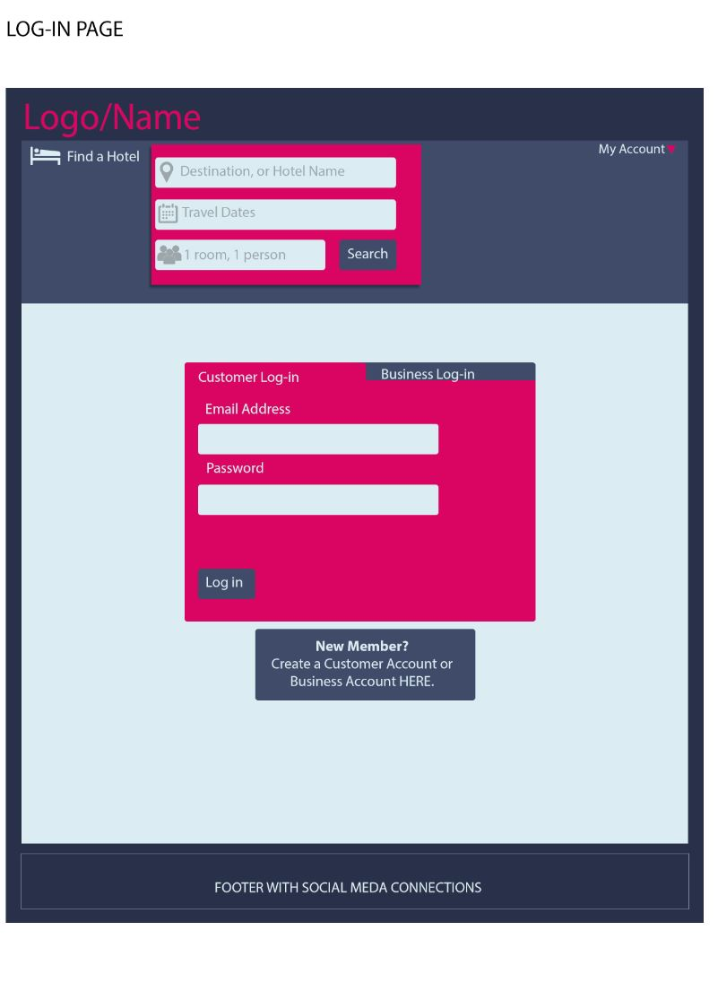 LOG-IN PAGE
Logo/Name
Find a Hotel
My Account
Destination, or Hotel Name
Travel Dates
1 room, 1 person
Search
Customer Log-in
Business Log-in
Email Address
Password
Log in
New Member?
Create a Customer Account or
Business Account HERE.
FOOTER WITH SOCIAL MEDA CONNECTIONS